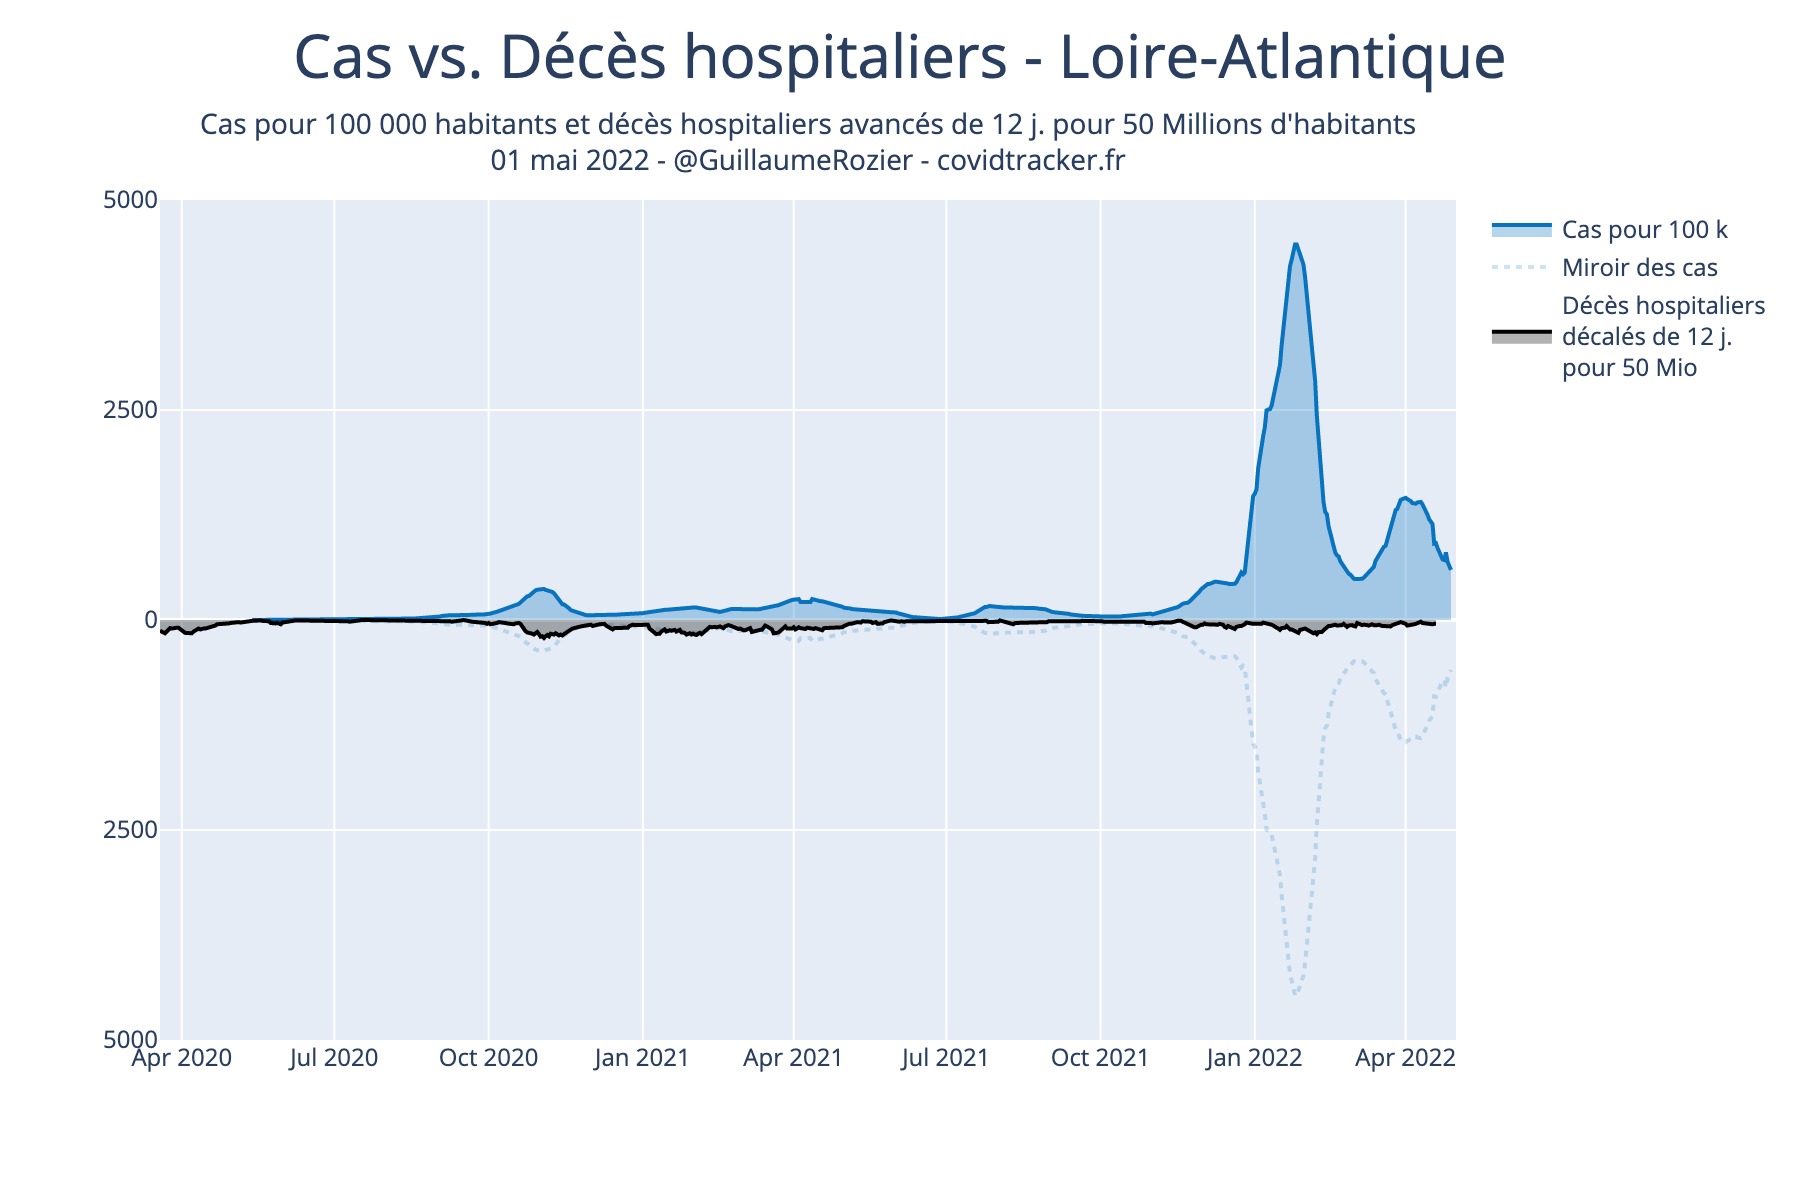 Cas vs. Décès hospitaliers - Loire-Atlantique
Cas pour 100 000 habitants et décès hospitaliers avancés de 12 j. pour 50 Millions d'habitants
01 mai 2022 - @GuillaumeRozier - covidtracker.fr
5000
2500
0
2500
5000
Apr 2020
Jul 2020
Oct 2020
Jan 2021
Apr 2021
Jul 2021
Oct 2021
Jan 2022
Apr 2022
Cas pour 100 k
Miroir des cas
Décès hospitaliers
décalés de 12 j.
pour 50 Mio